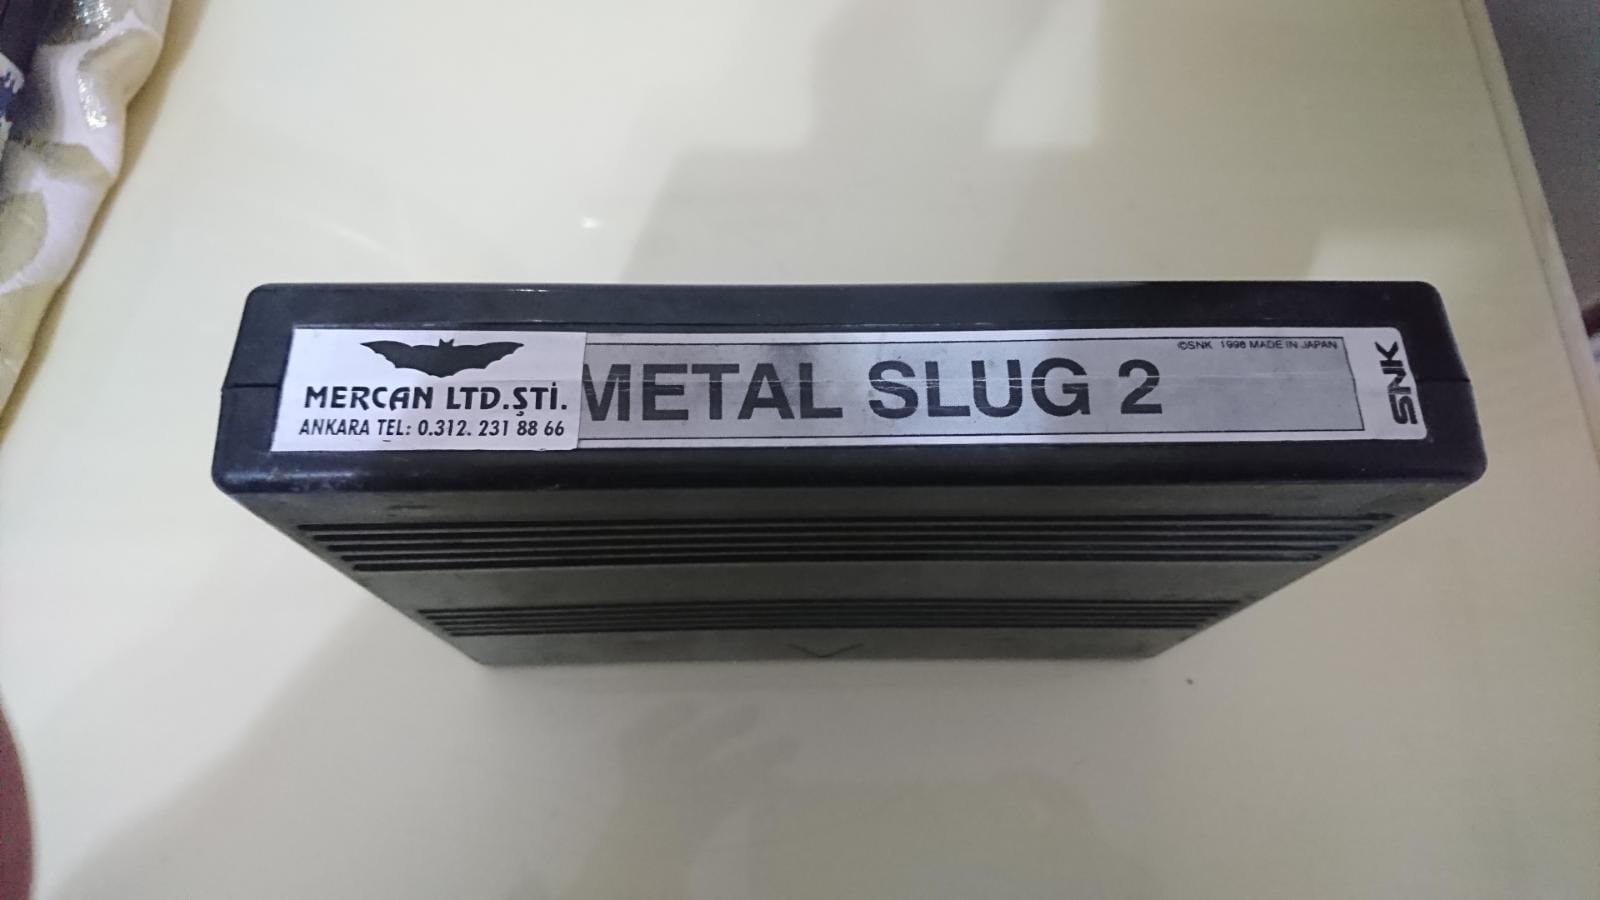 MERCAN LTD.ŞTİ.
ANKARA TEL: 0.312. 231 88 66
METAL SLUG 2
©SNK 1998 MADE IN JAPAN
SNK